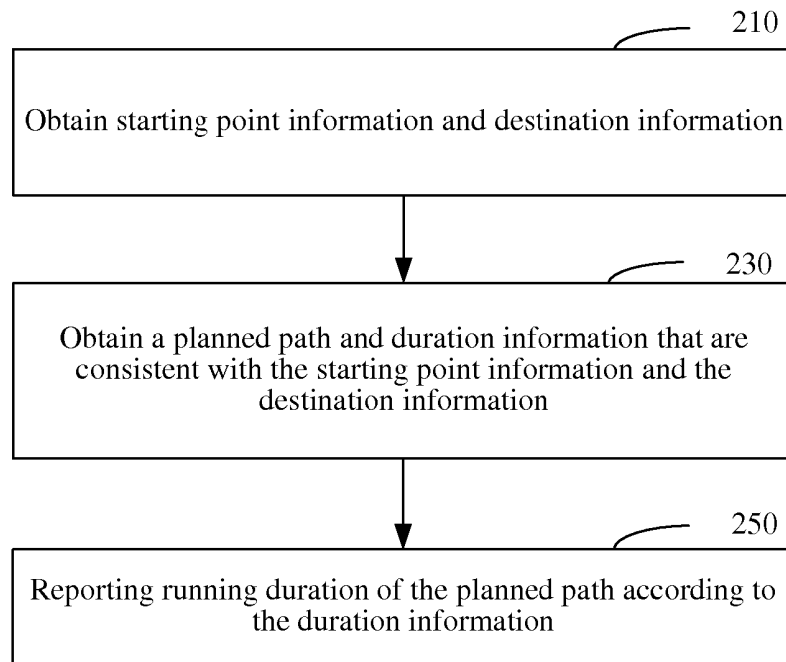 210
Obtain starting point information and destination information
230
Obtain a planned path and duration information that are
consistent with the starting point information and the
destination information
250
Reporting running duration of the planned path according to
the duration information